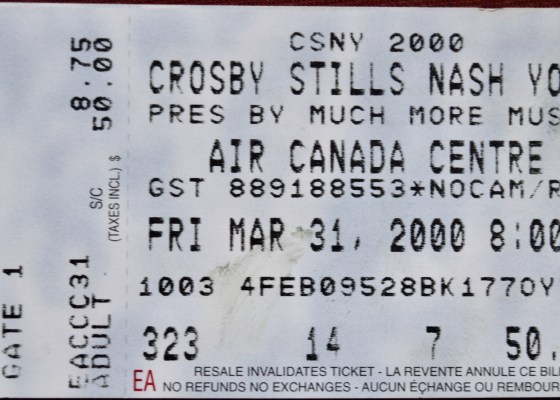 GATE 1
EACCC31
ADULT
S/C
(TAXES INCL.) $
8.75
50.00
CSNY 2000
CROSBY STILLS NASH YO
PRES BY MUCH MORE MUS
AIR CANADA CENTRE
GST 889188553*NOCAM/R
FRI MAR 31, 2000 8:00
1003 4FEB09528BK1770Y
323 14 7 50.
RESALE INVALIDATES TICKET - LA REVENTE ANNULE CE BIL
EA NO REFUNDS NO EXCHANGES - AUCUN ÉCHANGE OU REMBOUR